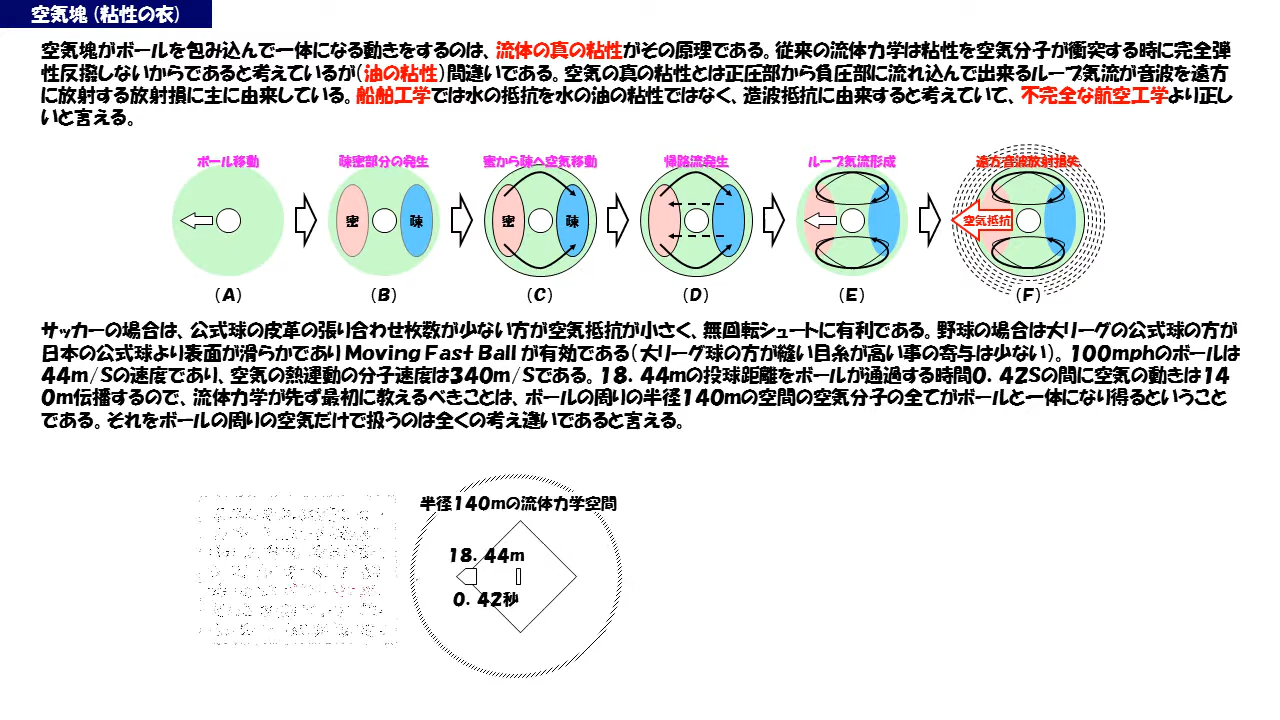 空気塊 (粘性の衣)
空気塊がボールを包み込んで一体になる動きをするのは、流体の真の粘性がその原理である。従来の流体力学は粘性を空気分子が衝突する時に完全弾
性反撥しないからであると考えているが(油の粘性)間違いである。空気の真の粘性とは正圧部から負圧部に流れ込んで出来るループ気流が音波を遠方
に放射する放射損に主に由来している。船舶工学では水の抵抗を水の油の粘性ではなく、造波抵抗に由来すると考えていて、不完全な航空工学より正し
いと言える。
ボール移動 疎密部分の発生 蜜から疎へ空気移動 帰路流発生 ループ気流形成 遠方音波放射損失
密 疎 密 疎 空気抵抗
(A) (B) (C) (D) (E) (F)
サッカーの場合は、公式球の皮革の張り合わせ枚数が少ない方が空気抵抗が小さく、無回転シュートに有利である。野球の場合は大リーグの公式球の方が
日本の公式球より表面が滑らかでありMoving Fast Ballが有効である(大リーグ球の方が縫い目糸が高い事の寄与は少ない)。100mphのボールは
44m/Sの速度であり、空気の熱運動の分子速度は340m/Sである。18.44mの投球距離をボールが通過する時間0.42Sの間に空気の動きは14
0m伝播するので、流体力学が先ず最初に教えるべきことは、ボールの周りの半径140mの空間の空気分子の全てがボールと一体になり得るということ
である。それをボールの周りの空気だけで扱うのは全くの考え違いであると言える。
半径140mの流体力学空間
18.44m
0.42秒